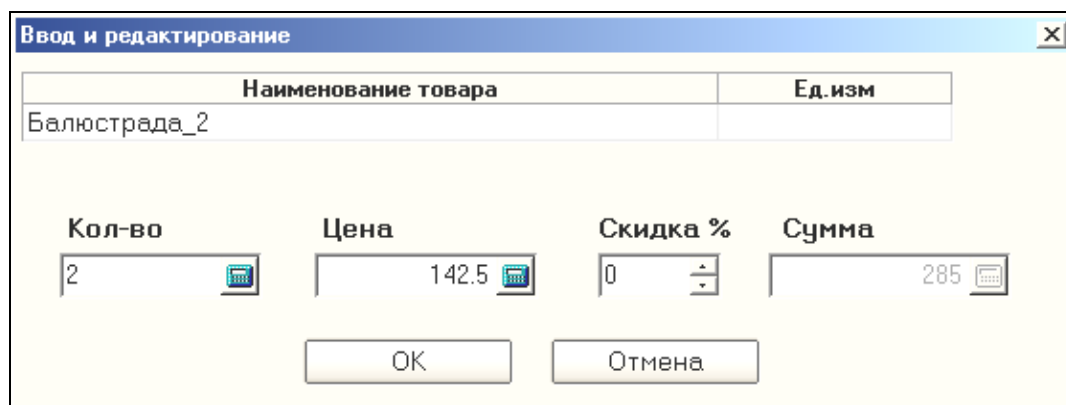 Ввод и редактирование
Наименование товара Ед.изм
Балюстрада_2
Кол-во Цена Скидка % Сумма
2 142.5 0 285
OK Отмена